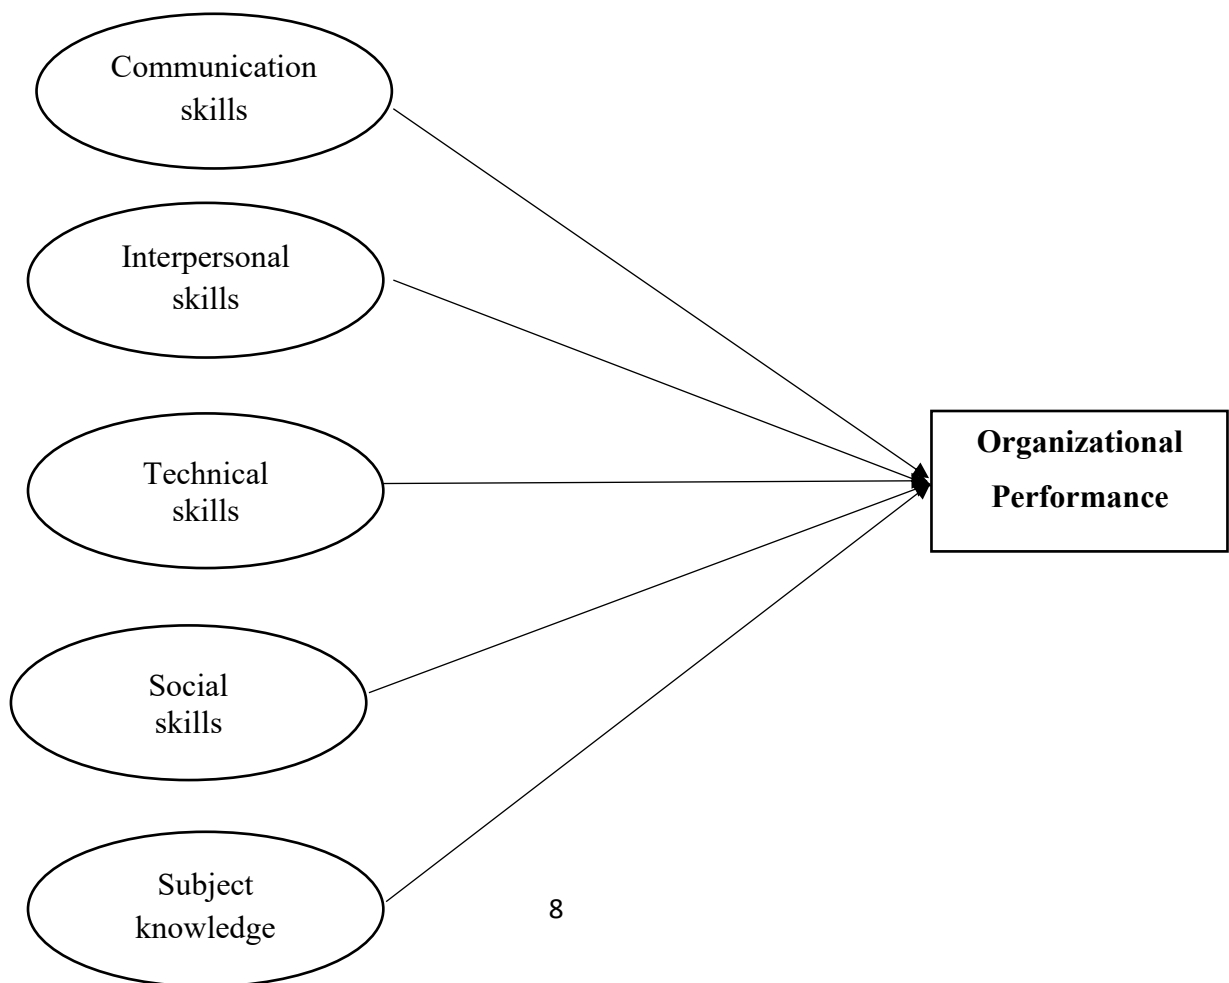 Communication
skills
Interpersonal
skills
Technical
skills
Social
skills
Subject
knowledge
Organizational
Performance
8